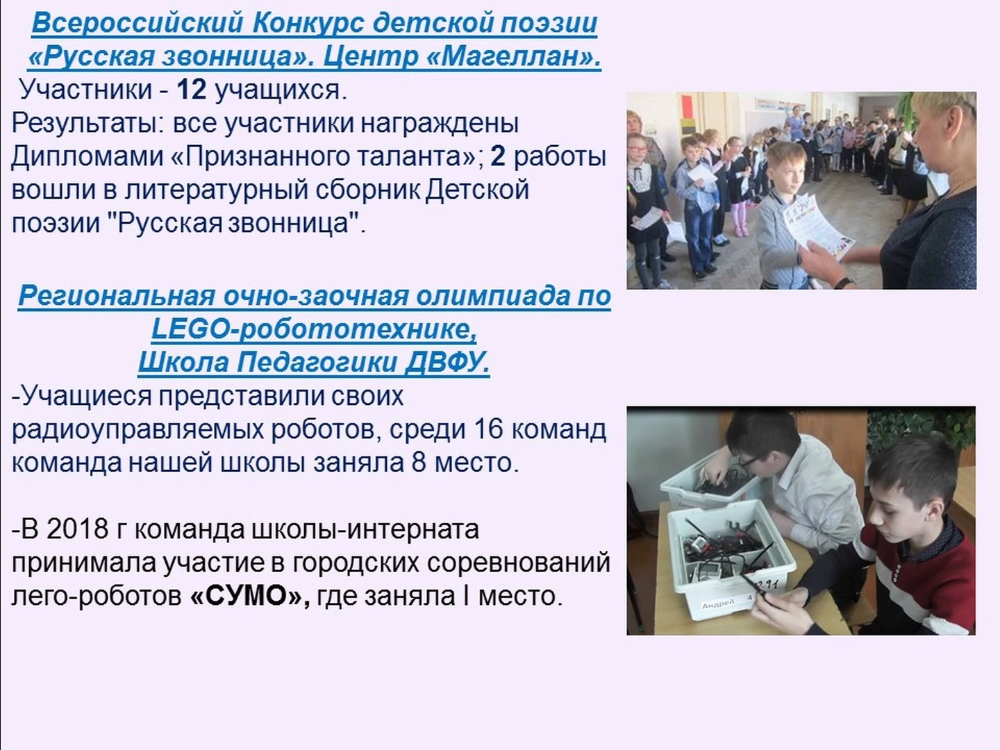 Всероссийский Конкурс детской поэзии
«Русская звонница». Центр «Магеллан».
Участники - 12 учащихся.
Результаты: все участники награждены
Дипломами «Признанного таланта»; 2 работы
вошли в литературный сборник Детской
поэзии "Русская звонница".
Региональная очно-заочная олимпиада по
LEGO-робототехнике,
Школа Педагогики ДВФУ.
-Учащиеся представили своих
радиоуправляемых роботов, среди 16 команд
команда нашей школы заняла 8 место.
-В 2018 г команда школы-интерната
принимала участие в городских соревнований
лего-роботов «СУМО», где заняла I место.
Андрей 4